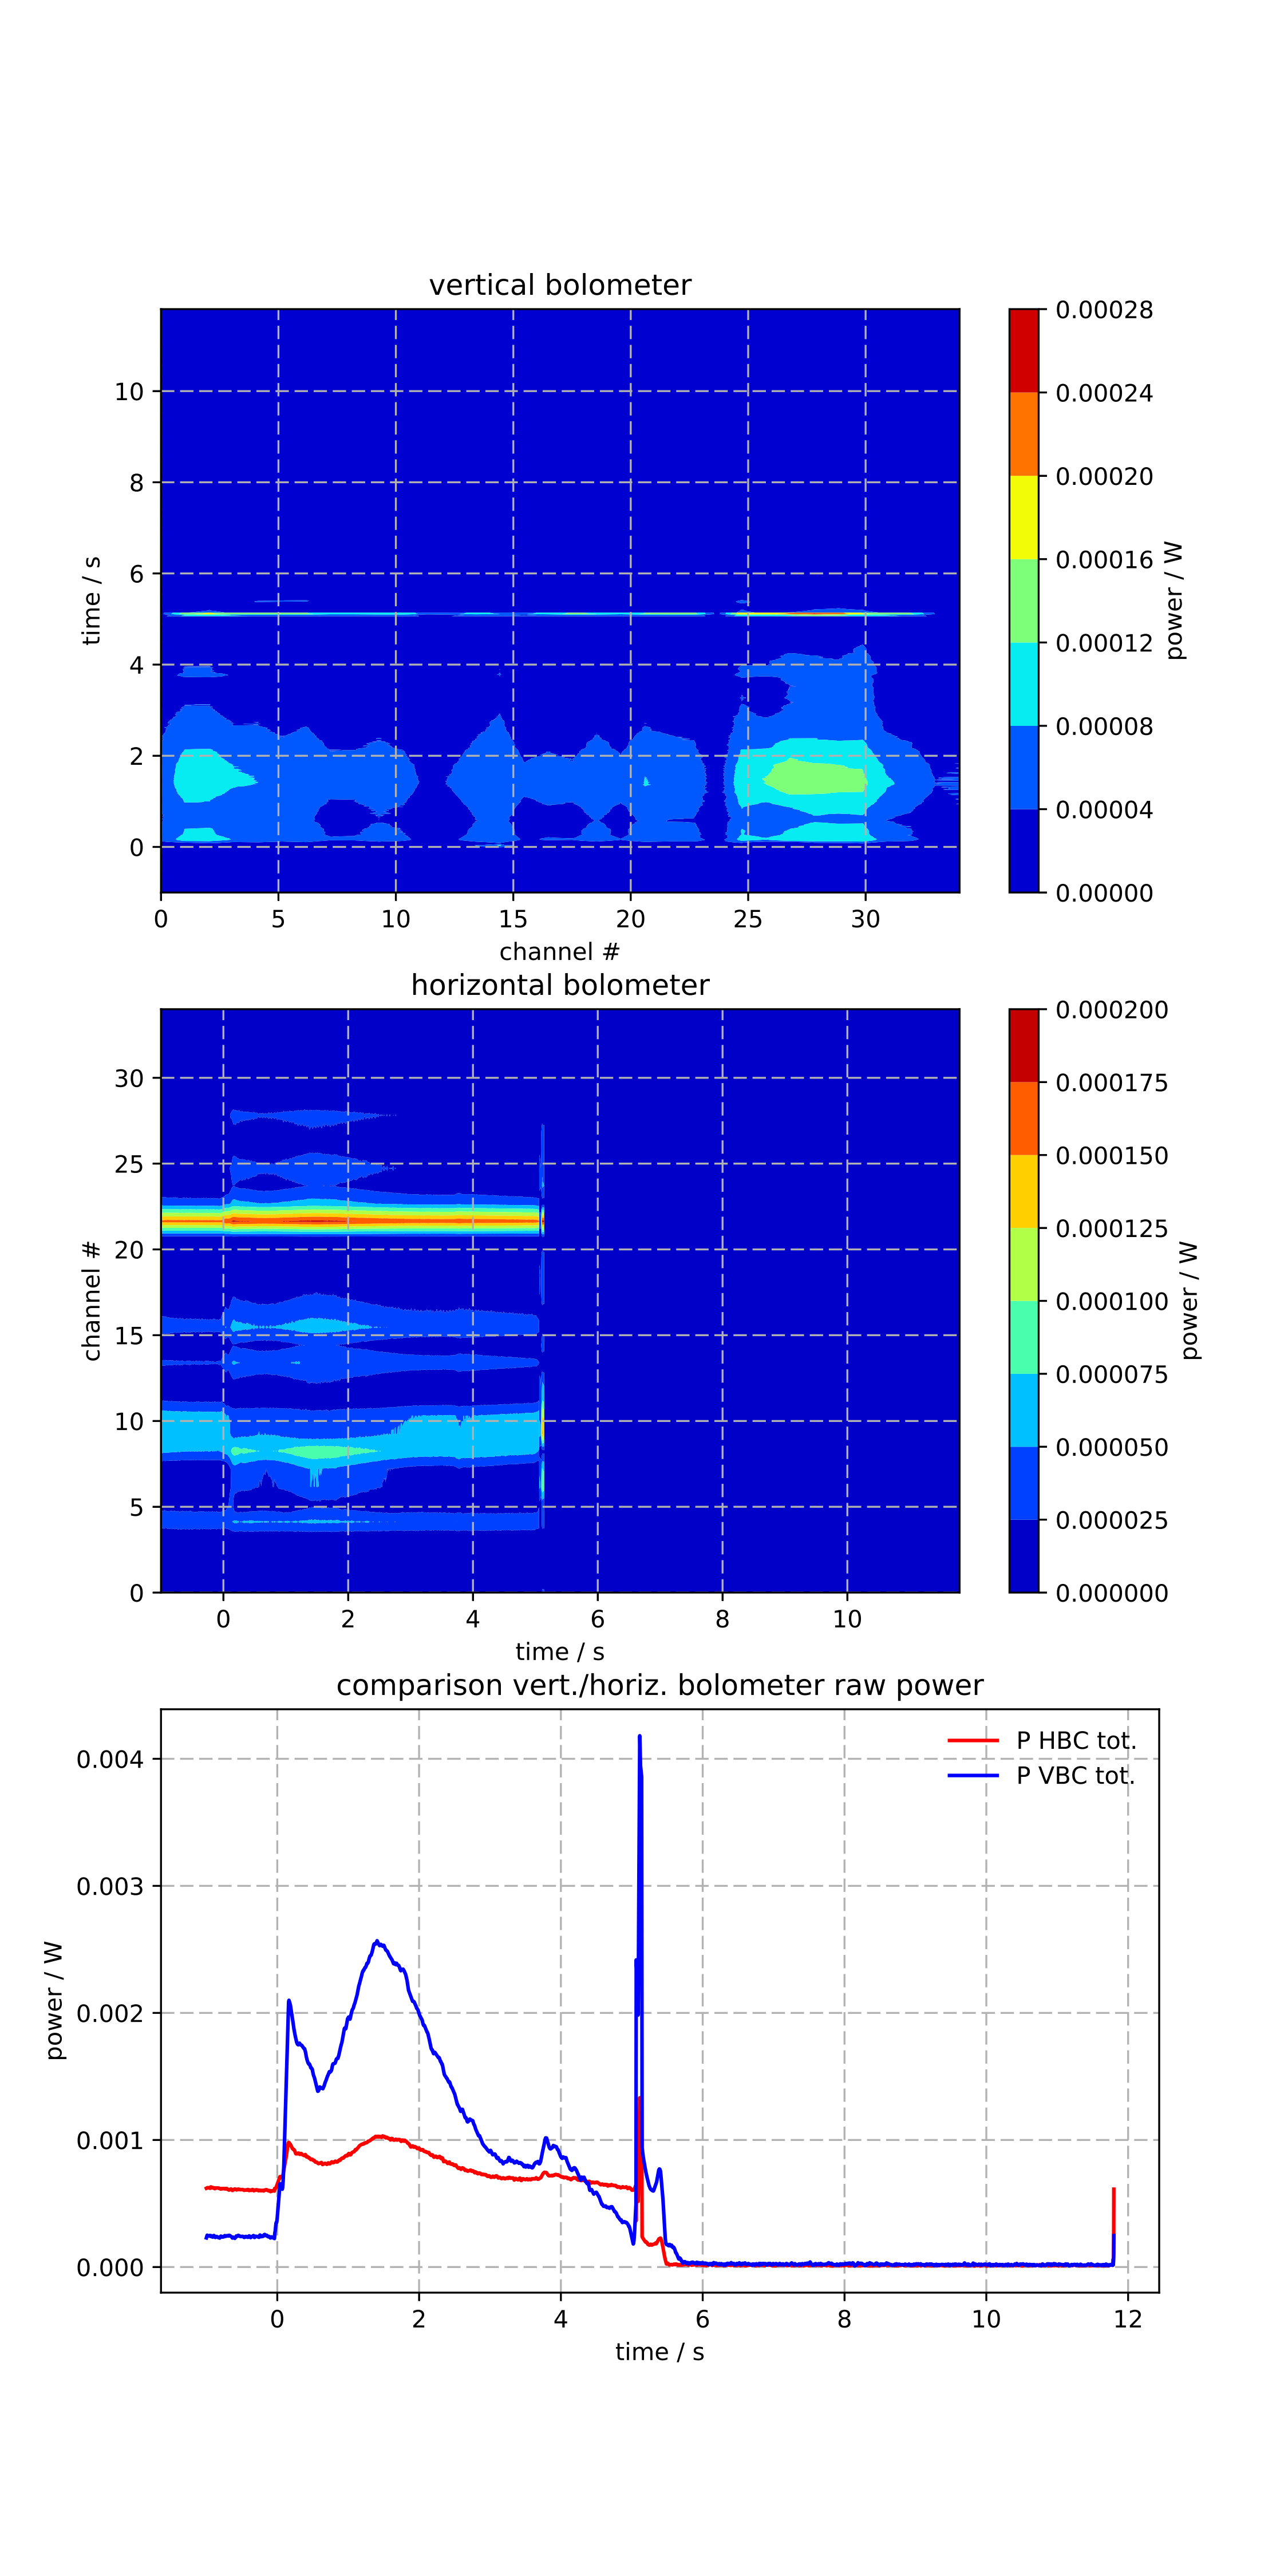 vertical bolometer
10
8
6
4
2
0
time / s
0 5 10 15 20 25 30
channel #
0.00028
0.00024
0.00020
0.00016
0.00012
0.00008
0.00004
0.00000
power / W
horizontal bolometer
30
25
20
15
10
5
0
channel #
0 2 4 6 8 10
time / s
0.000200
0.000175
0.000150
0.000125
0.000100
0.000075
0.000050
0.000025
0.000000
power / W
comparison vert./horiz. bolometer raw power
P HBC tot.
P VBC tot.
0.004
0.003
0.002
0.001
0.000
power / W
0 2 4 6 8 10 12
time / s